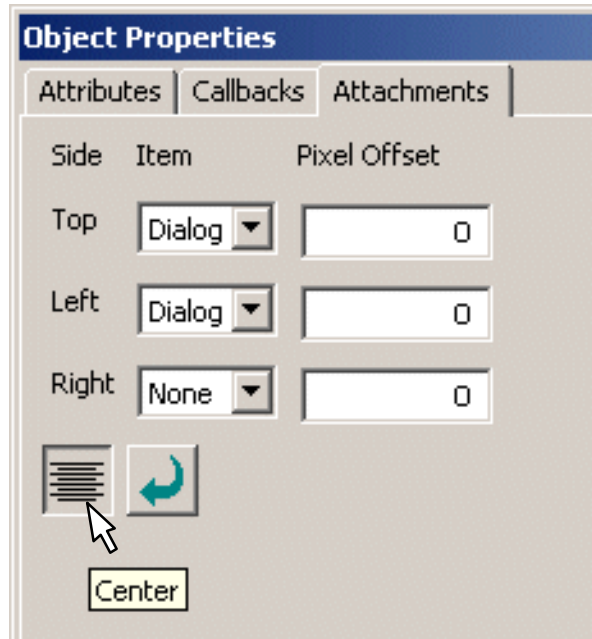 Object Properties
Attributes Callbacks Attachments
Side Item Pixel Offset
Top Dialog 0
Left Dialog 0
Right None 0
Center